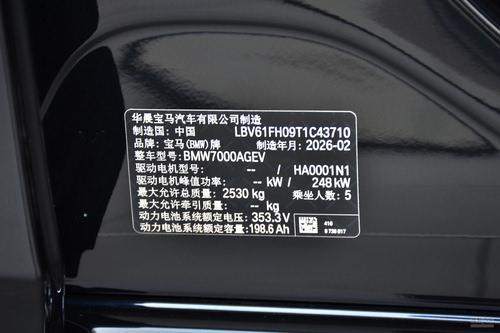 华晨宝马汽车有限公司制造
制造国: 中国 LBV61FH09T1C43710
品牌: 宝马(BMW)牌 制造年月: 2026-02
整车型号: BMW7000AGEV
驱动电机型号: -- / HA0001N1
驱动电机峰值功率: -- kW / 248 kW
最大允许总质量: 2530 kg 乘坐人数: 5
最大允许牵引质量: -- kg
动力电池系统额定电压: 353.3 V
动力电池系统额定容量: 198.6 Ah
416